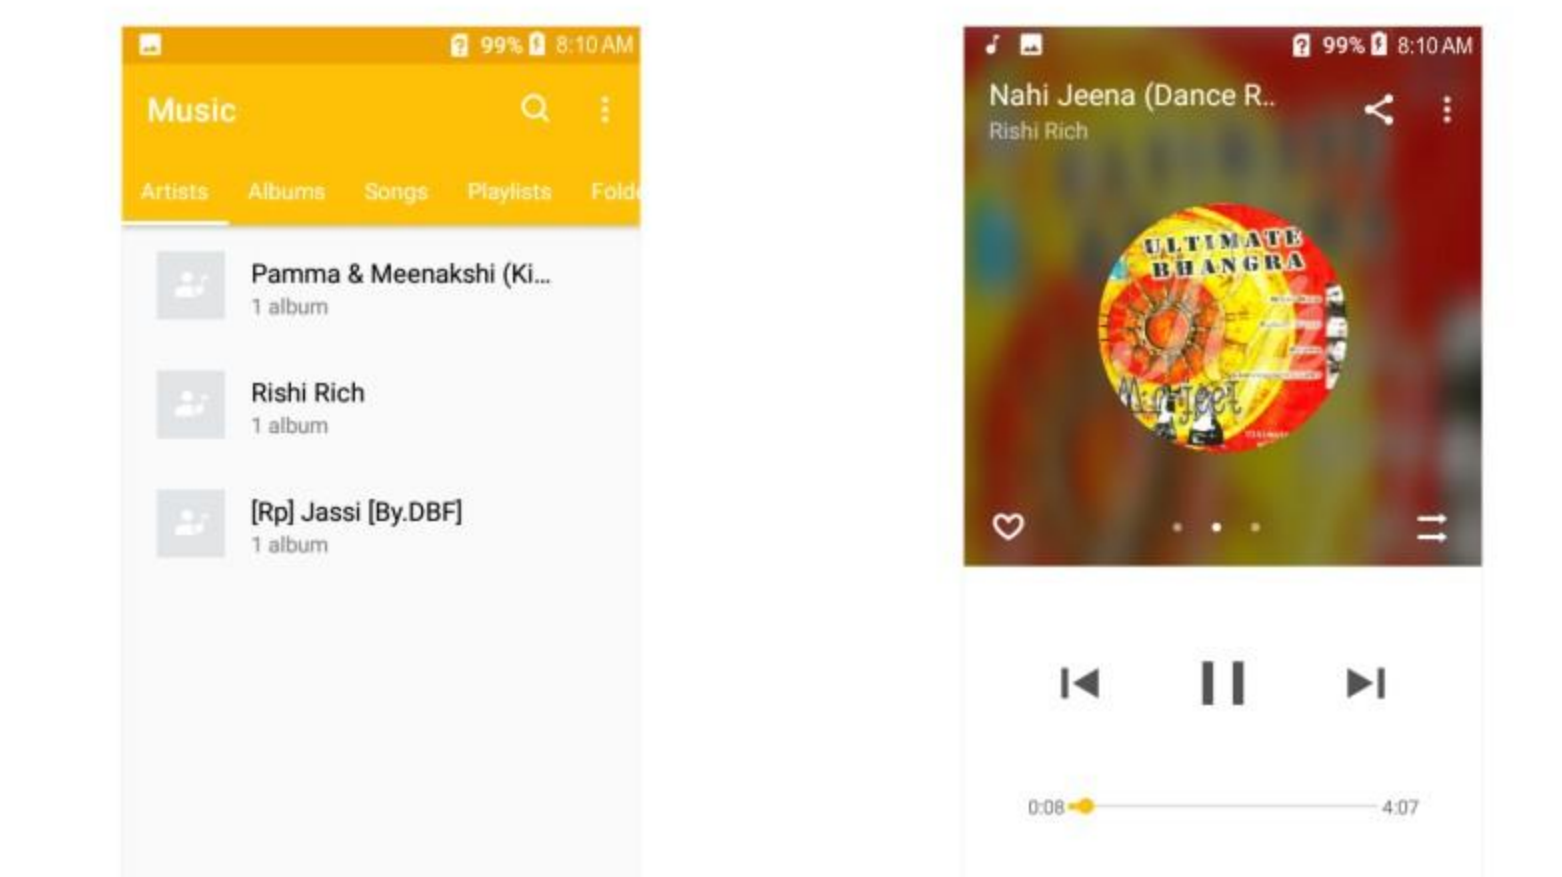 99% 8:10 AM
Music
Artists Albums Songs Playlists Folde
Pamma & Meenakshi (Ki...
1 album
Rishi Rich
1 album
[Rp] Jassi [By.DBF]
1 album
99% 8:10 AM
Nahi Jeena (Dance R..
Rishi Rich
ULTIMATE
BHANGRA
0:08 4:07